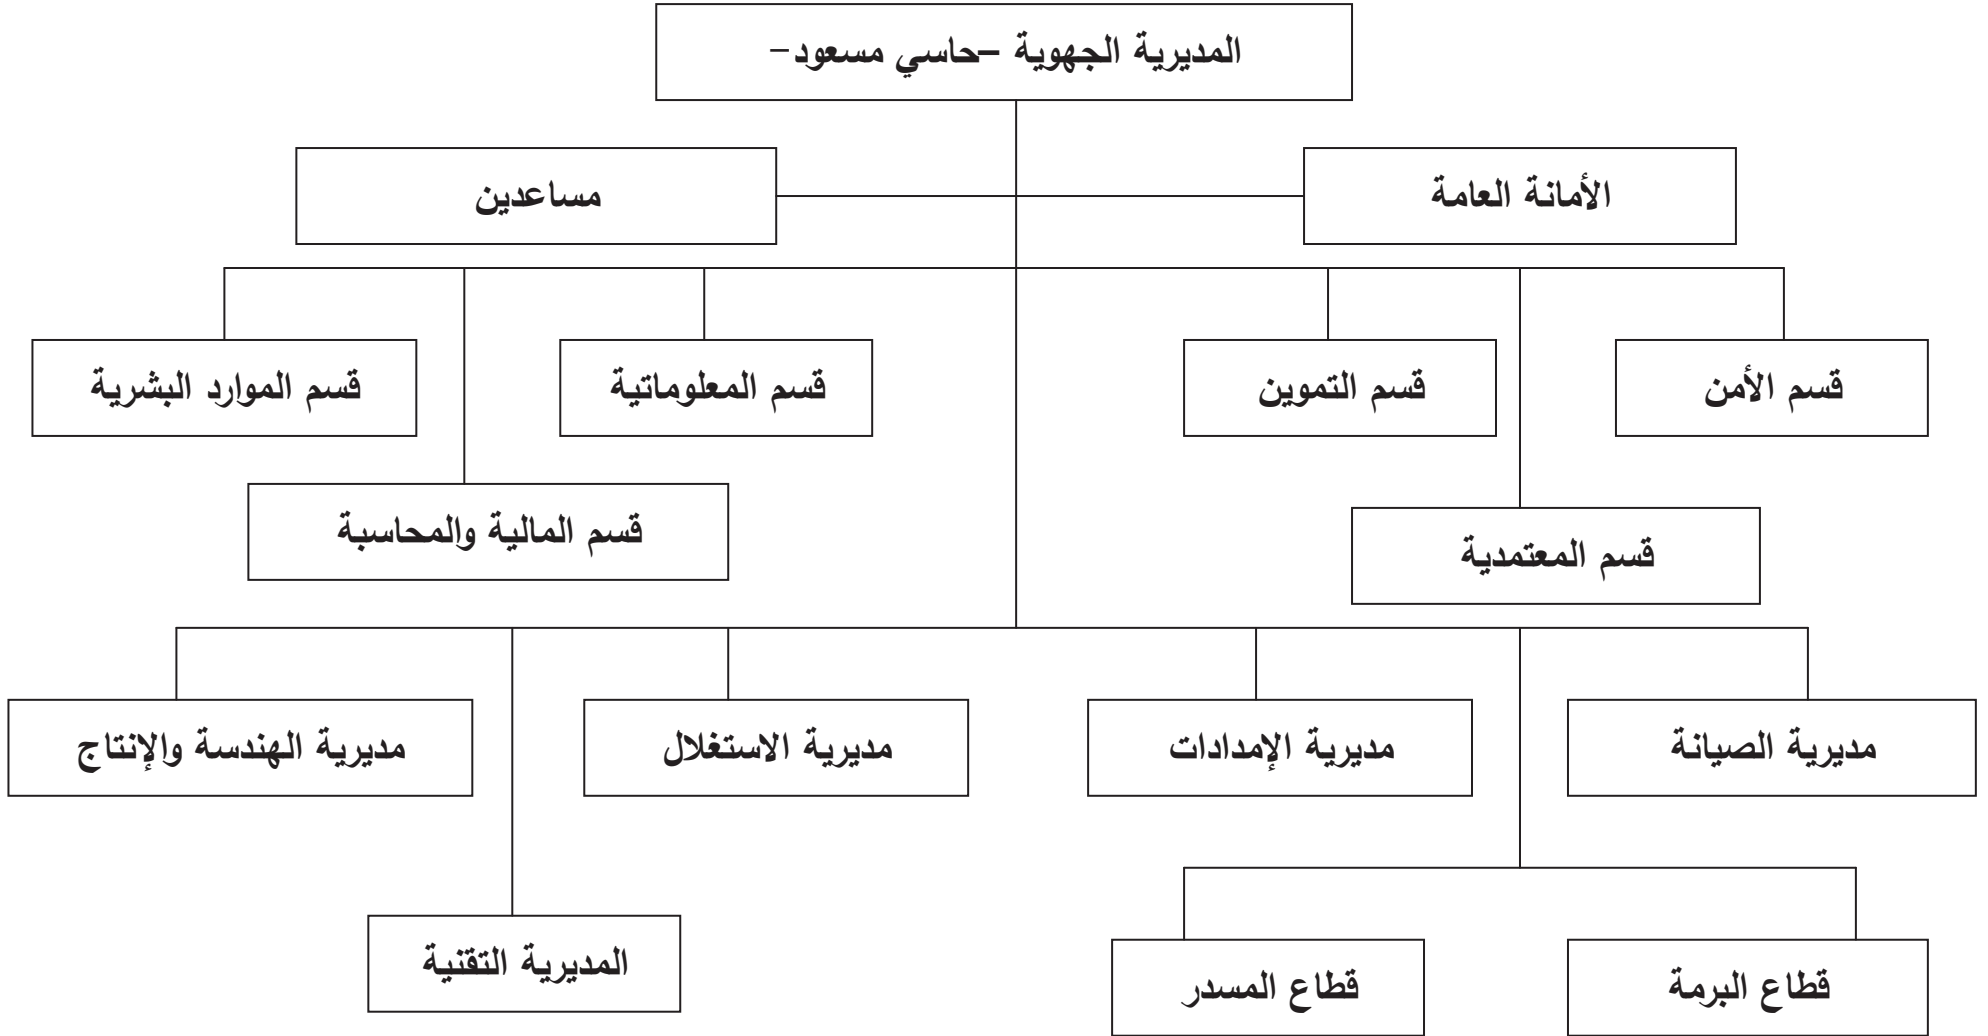 المديرية الجهوية –حاسي مسعود-
الأمانة العامة
مساعدين
قسم الأمن
قسم التموين
قسم المعلوماتية
قسم الموارد البشرية
قسم المعتمدية
قسم المالية والمحاسبة
مديرية الصيانة
مديرية الإمدادات
مديرية الاستغلال
مديرية الهندسة والإنتاج
قطاع البرمة
قطاع المسدر
المديرية التقنية